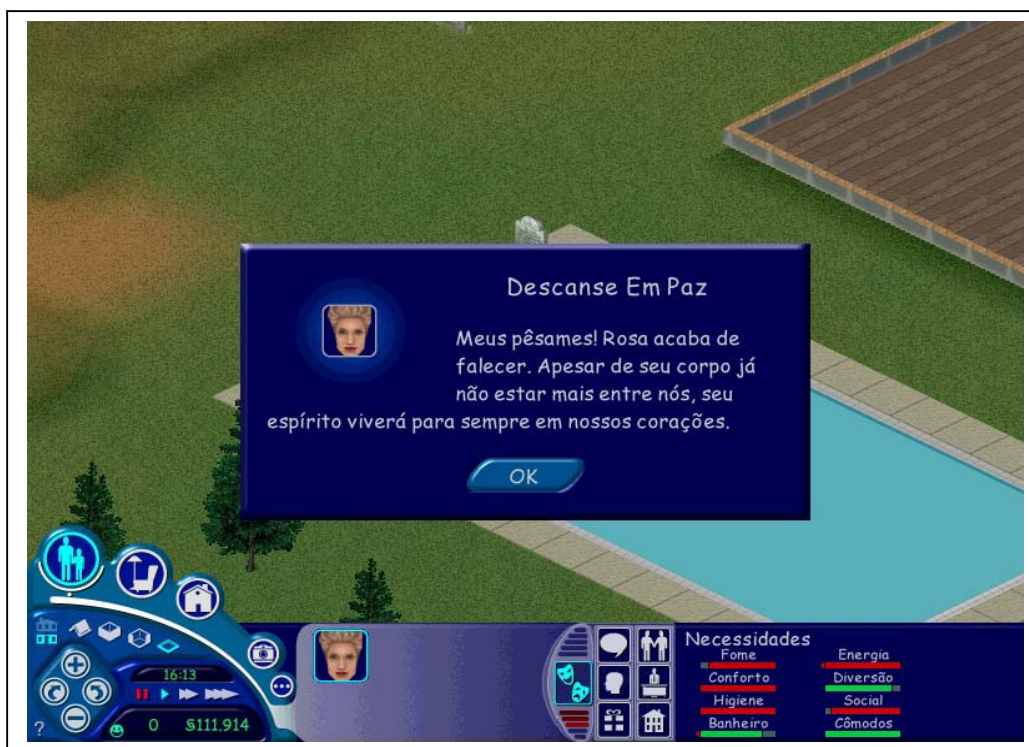 Descanse Em Paz
Meus pêsames! Rosa acaba de
falecer. Apesar de seu corpo já
não estar mais entre nós, seu
espírito viverá para sempre em nossos corações.
OK
16:13
0 §111,914
?
Necessidades
Fome Energia
Conforto Diversão
Higiene Social
Banheiro Cômodos